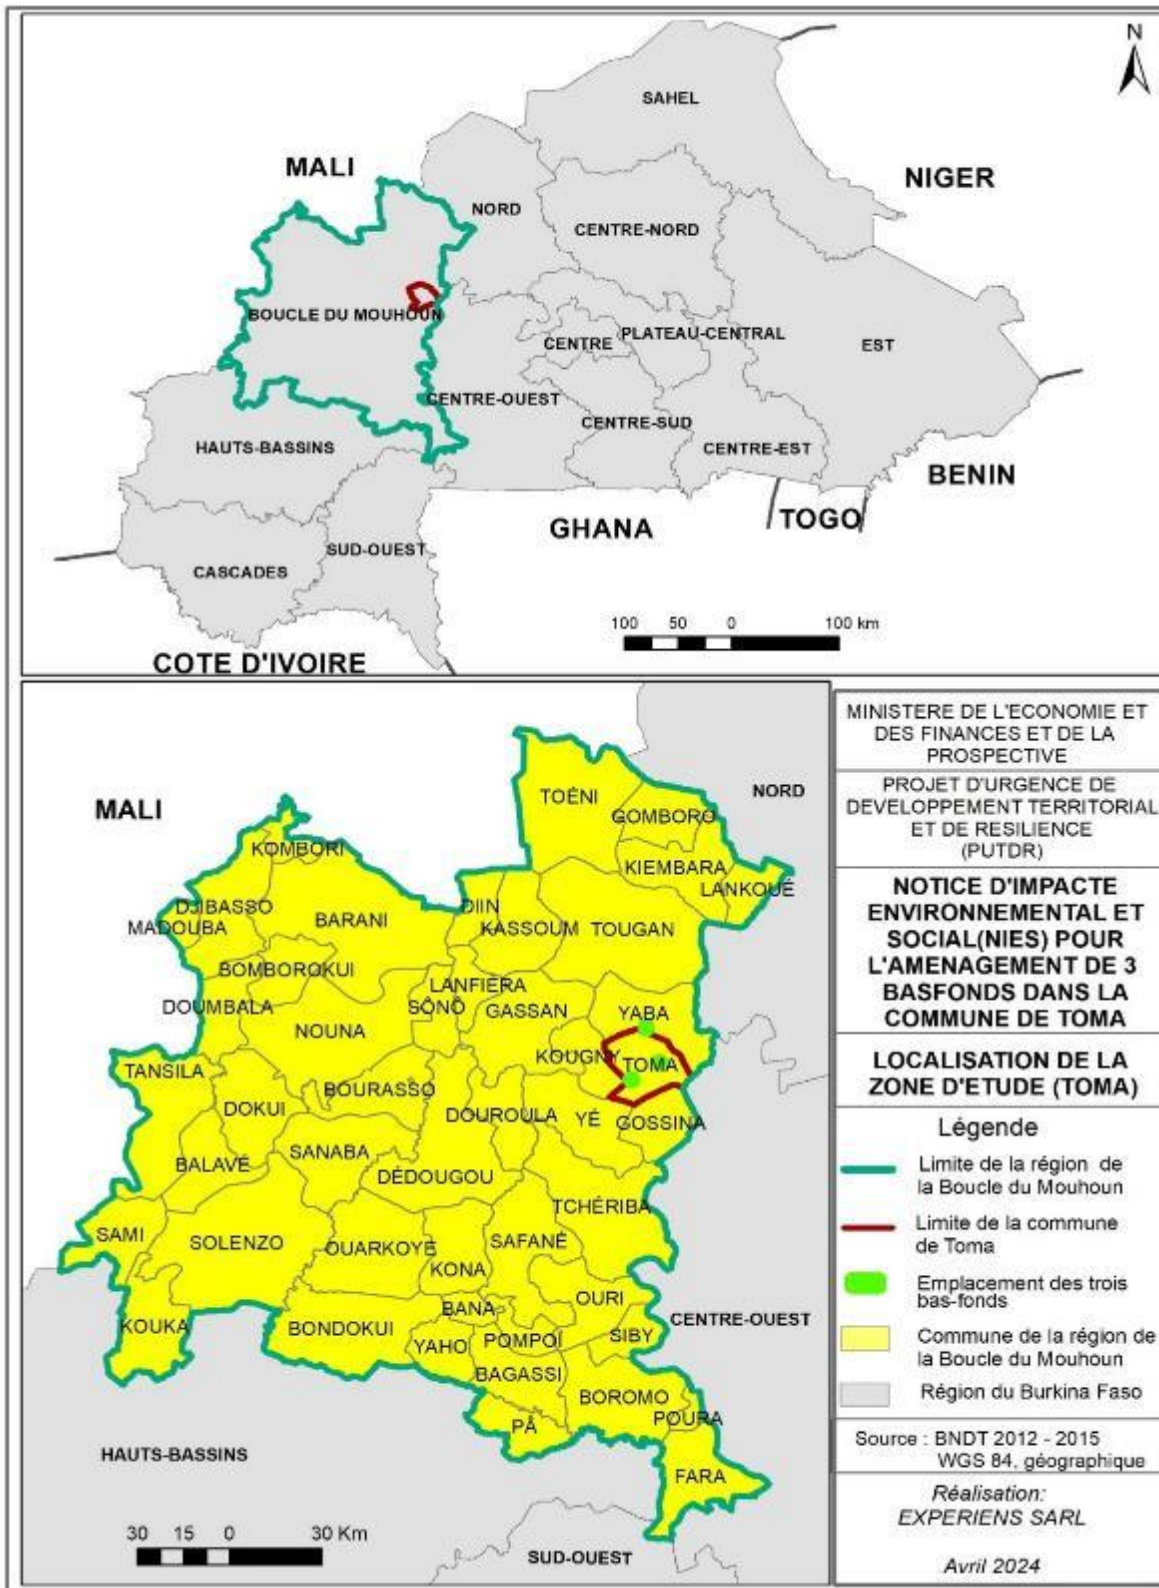 N
SAHEL
MALI
NIGER
NORD
CENTRE-NORD
BOUCLE DU MOUHOUN
PLATEAU-CENTRAL
CENTRE
EST
CENTRE-OUEST
CENTRE-SUD
HAUTS-BASSINS
CENTRE-EST
BENIN
GHANA
TOGO
SUD-OUEST
CASCADES
100 50 0 100 km
COTE D'IVOIRE
MALI
NORD
TOÉNI
GOMBORO
KOMBORI
KIEMBARA
LANKOUÉ
DJIBASSO
DIIN
MADOUBA
BARANI
KASSOUM
TOUGAN
BOMBOROKUI
LANFIERA
DOUMBALA
SÔNÔ
GASSAN
YABA
NOUNA
KOUGNY
TOMA
TANSILA
BOURASSO
DOKUI
DOUROULA
YÉ
GOSSINA
SANABA
BALAVÉ
DÉDOUGOU
TCHÉRIBA
SAMI
SOLENZO
OUARKOYE
SAFANÉ
KONA
OURI
BANA
CENTRE-OUEST
KOUKA
BONDOKUI
YAHO
POMPOÏ
SIBY
BAGASSI
BOROMO
POURA
PÂ
HAUTS-BASSINS
FARA
30 15 0 30 Km
SUD-OUEST
MINISTERE DE L'ECONOMIE ET
DES FINANCES ET DE LA
PROSPECTIVE
PROJET D'URGENCE DE
DEVELOPPEMENT TERRITORIAL
ET DE RESILIENCE
(PUTDR)
NOTICE D'IMPACTE
ENVIRONNEMENTAL ET
SOCIAL(NIES) POUR
L'AMENAGEMENT DE 3
BASFONDS DANS LA
COMMUNE DE TOMA
LOCALISATION DE LA
ZONE D'ETUDE (TOMA)
Légende
Limite de la région de
la Boucle du Mouhoun
Limite de la commune
de Toma
Emplacement des trois
bas-fonds
Commune de la région de
la Boucle du Mouhoun
Région du Burkina Faso
Source : BNDT 2012 - 2015
WGS 84, géographique
Réalisation:
EXPERIENS SARL
Avril 2024